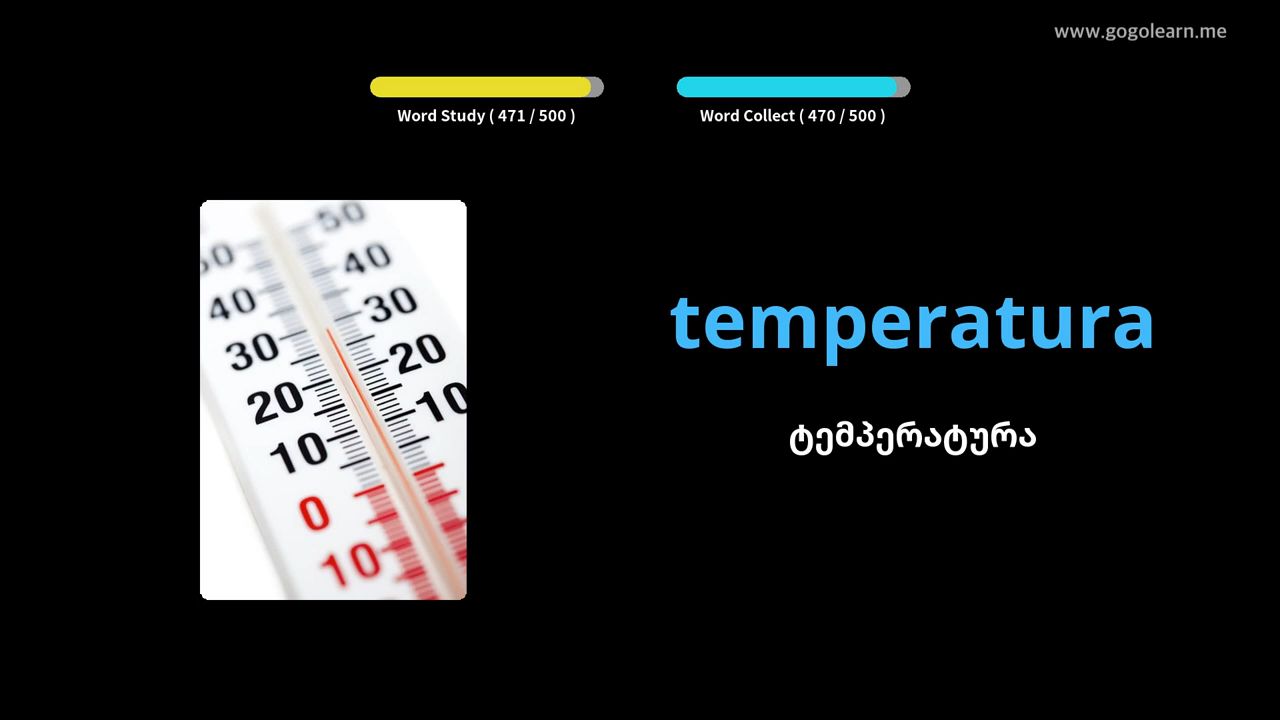 www.gogolearn.me
Word Study ( 471 / 500 )
Word Collect ( 470 / 500 )
50
40
40
30
30
20
20
10
10
0
10
temperatura
ტემპერატურა